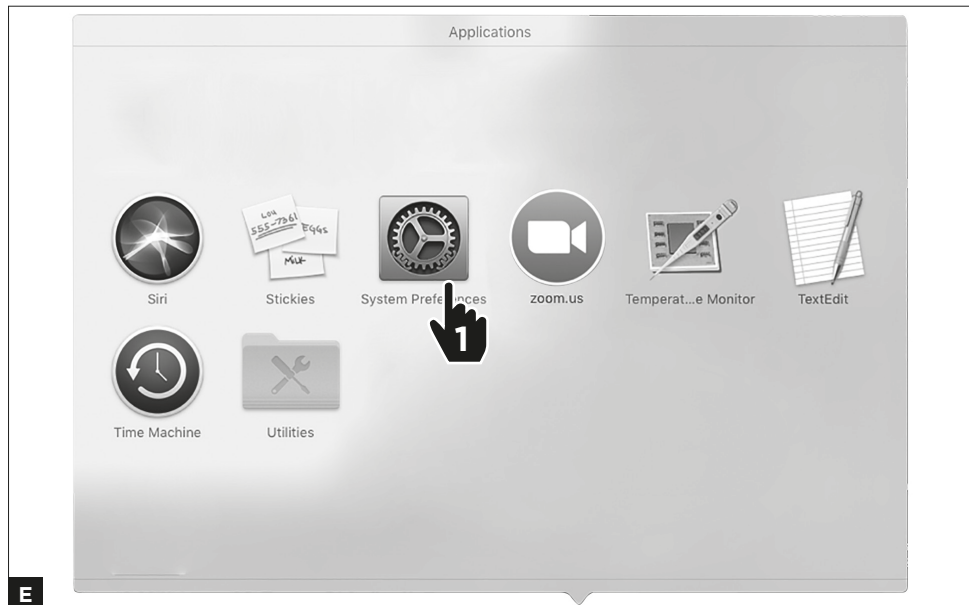 Applications
LOU
555-7361
EGGS
MILK
Siri
Stickies
System Preferences
zoom.us
Temperat...e Monitor
TextEdit
1
Time Machine
Utilities
E